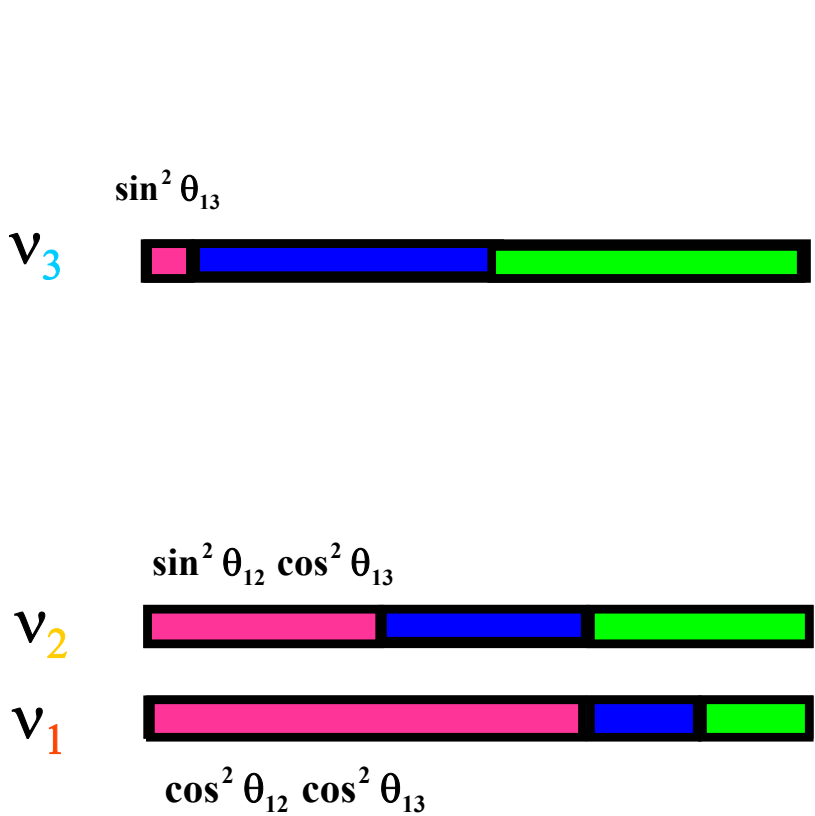 sin² θ₁₃
ν₃
sin² θ₁₂ cos² θ₁₃
ν₂
ν₁
cos² θ₁₂ cos² θ₁₃